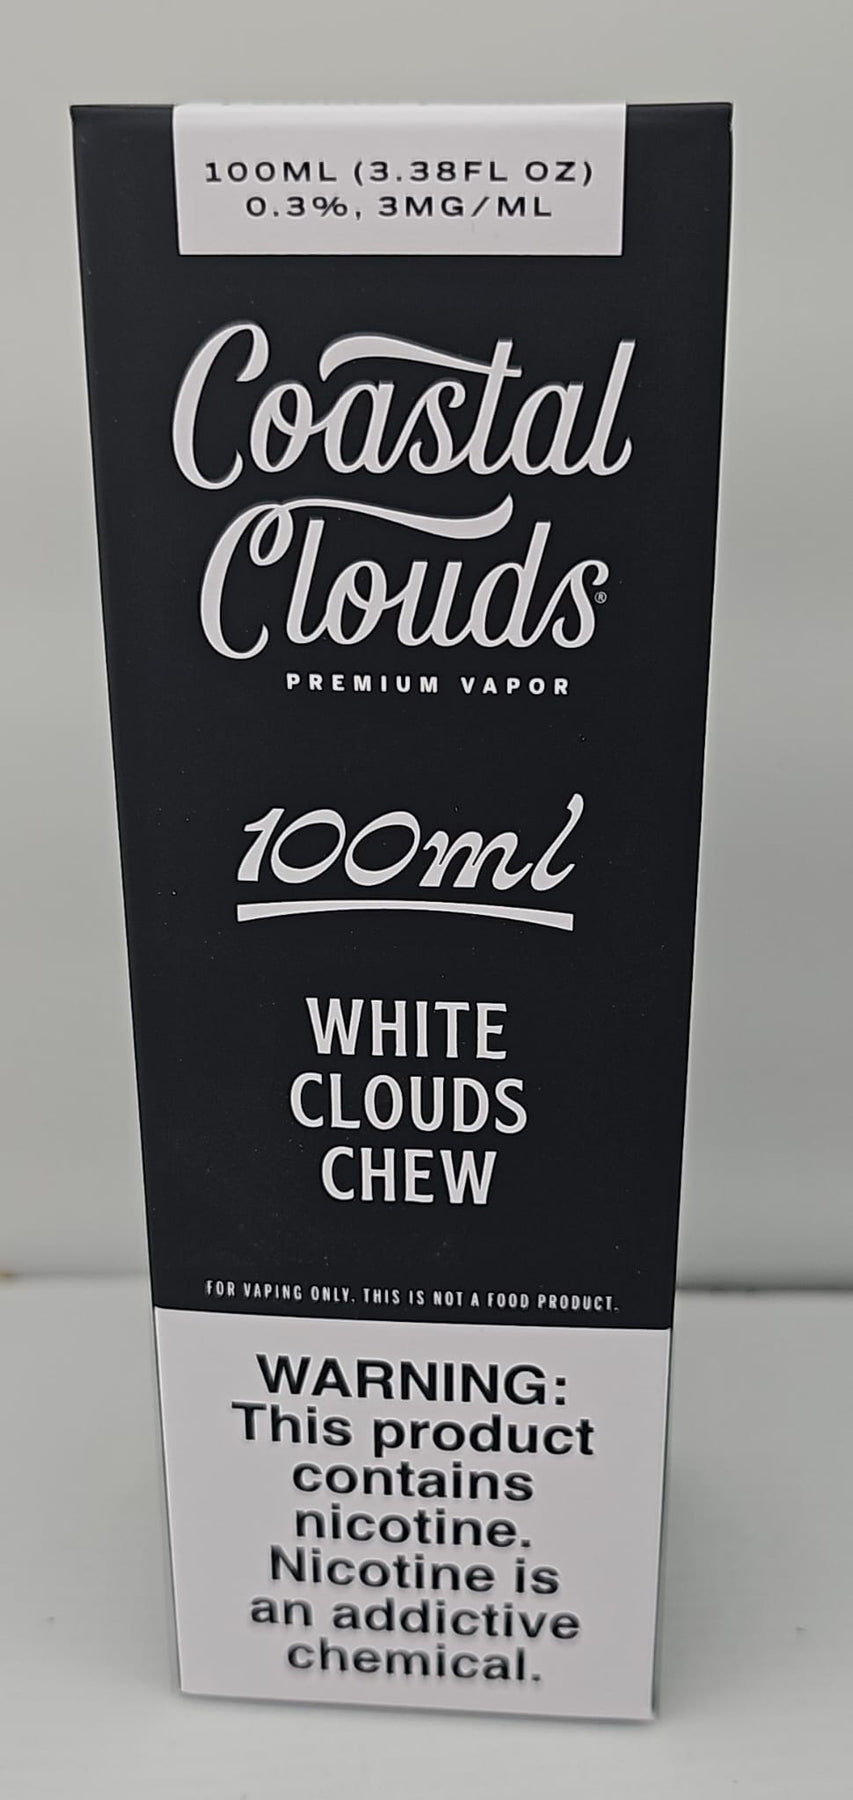 100ML (3.38FL OZ)
0.3%, 3MG/ML
Coastal
Clouds®
PREMIUM VAPOR
100ml
WHITE
CLOUDS
CHEW
FOR VAPING ONLY. THIS IS NOT A FOOD PRODUCT.
WARNING:
This product
contains
nicotine.
Nicotine is
an addictive
chemical.